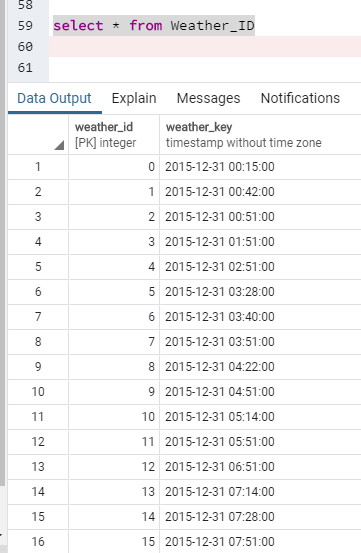 58
59 select * from Weather_ID
60
61
Data Output Explain Messages Notifications
weather_id weather_key
[PK] integer timestamp without time zone
1 0 2015-12-31 00:15:00
2 1 2015-12-31 00:42:00
3 2 2015-12-31 00:51:00
4 3 2015-12-31 01:51:00
5 4 2015-12-31 02:51:00
6 5 2015-12-31 03:28:00
7 6 2015-12-31 03:40:00
8 7 2015-12-31 03:51:00
9 8 2015-12-31 04:22:00
10 9 2015-12-31 04:51:00
11 10 2015-12-31 05:14:00
12 11 2015-12-31 05:51:00
13 12 2015-12-31 06:51:00
14 13 2015-12-31 07:14:00
15 14 2015-12-31 07:28:00
16 15 2015-12-31 07:51:00